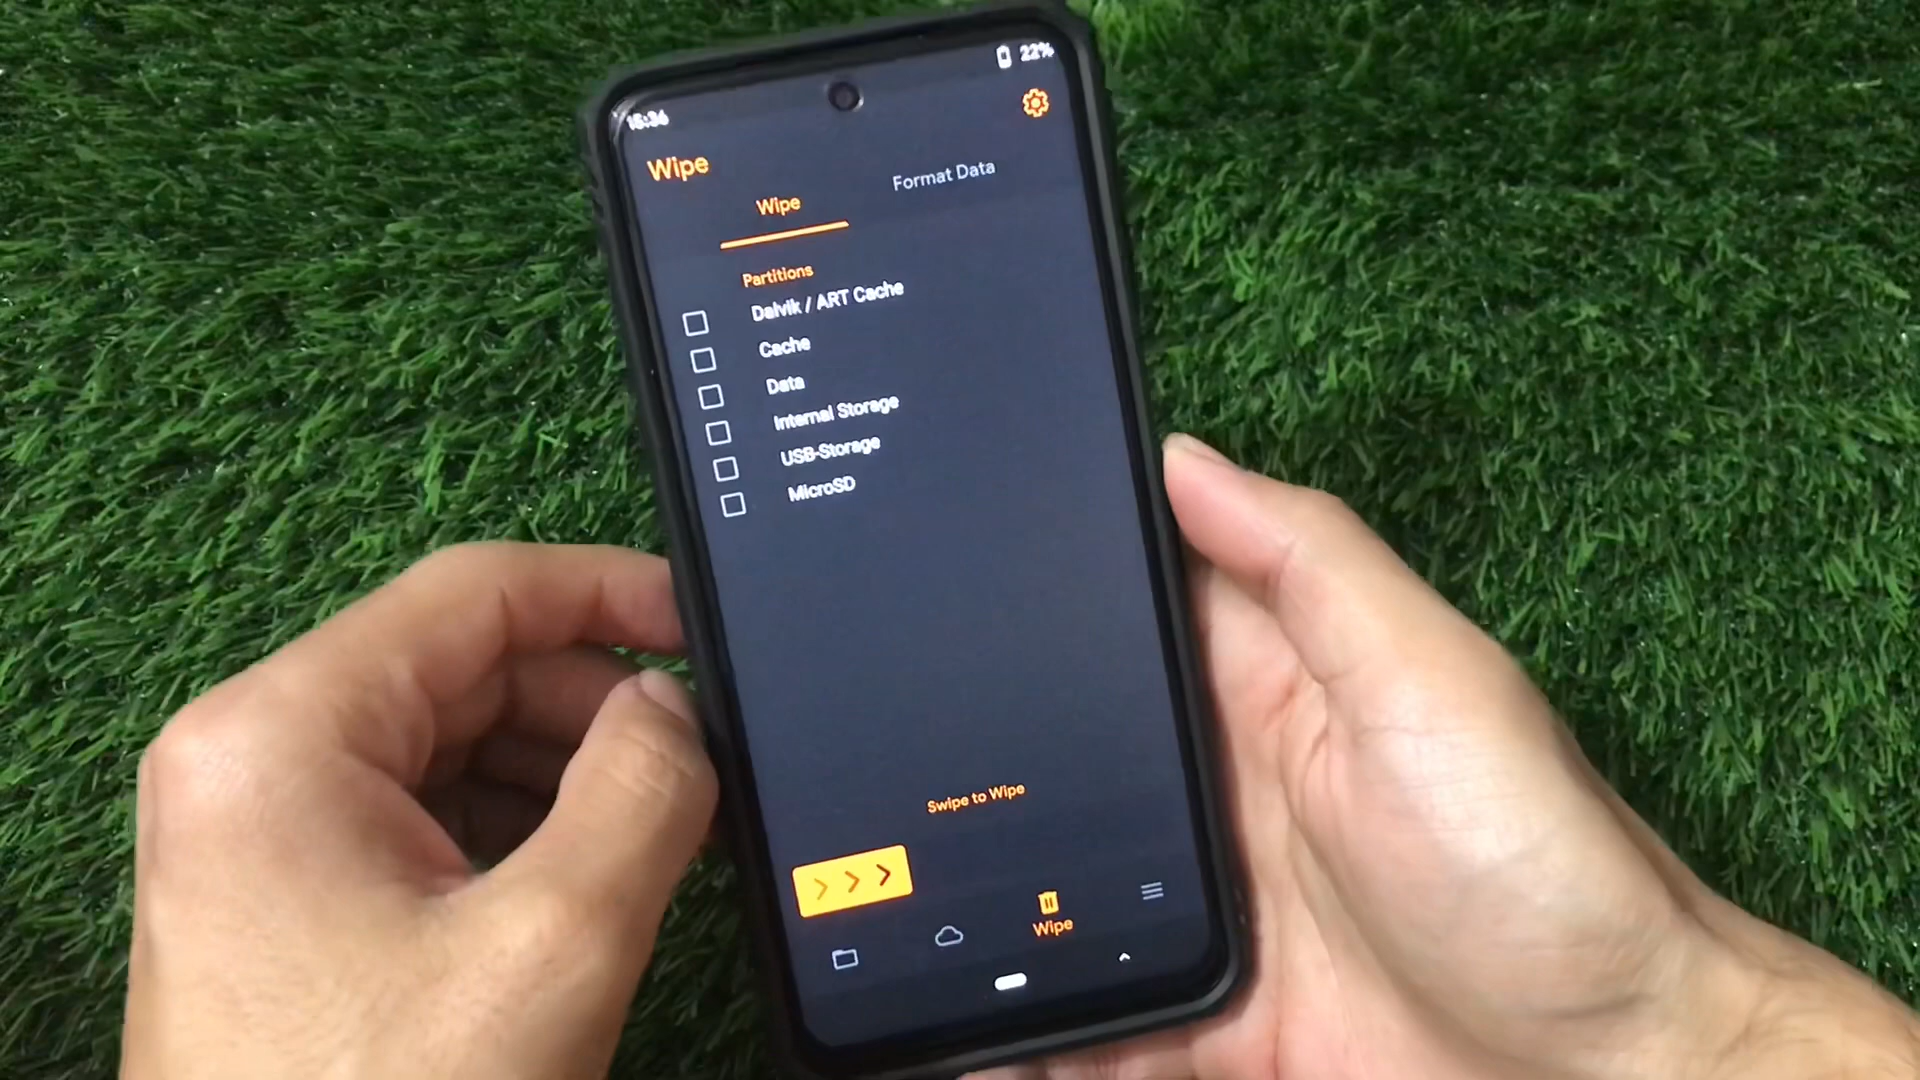 22%
15:36
Wipe
Wipe
Format Data
Partitions
Dalvik / ART Cache
Cache
Data
Internal Storage
USB-Storage
MicroSD
Swipe to Wipe
Wipe